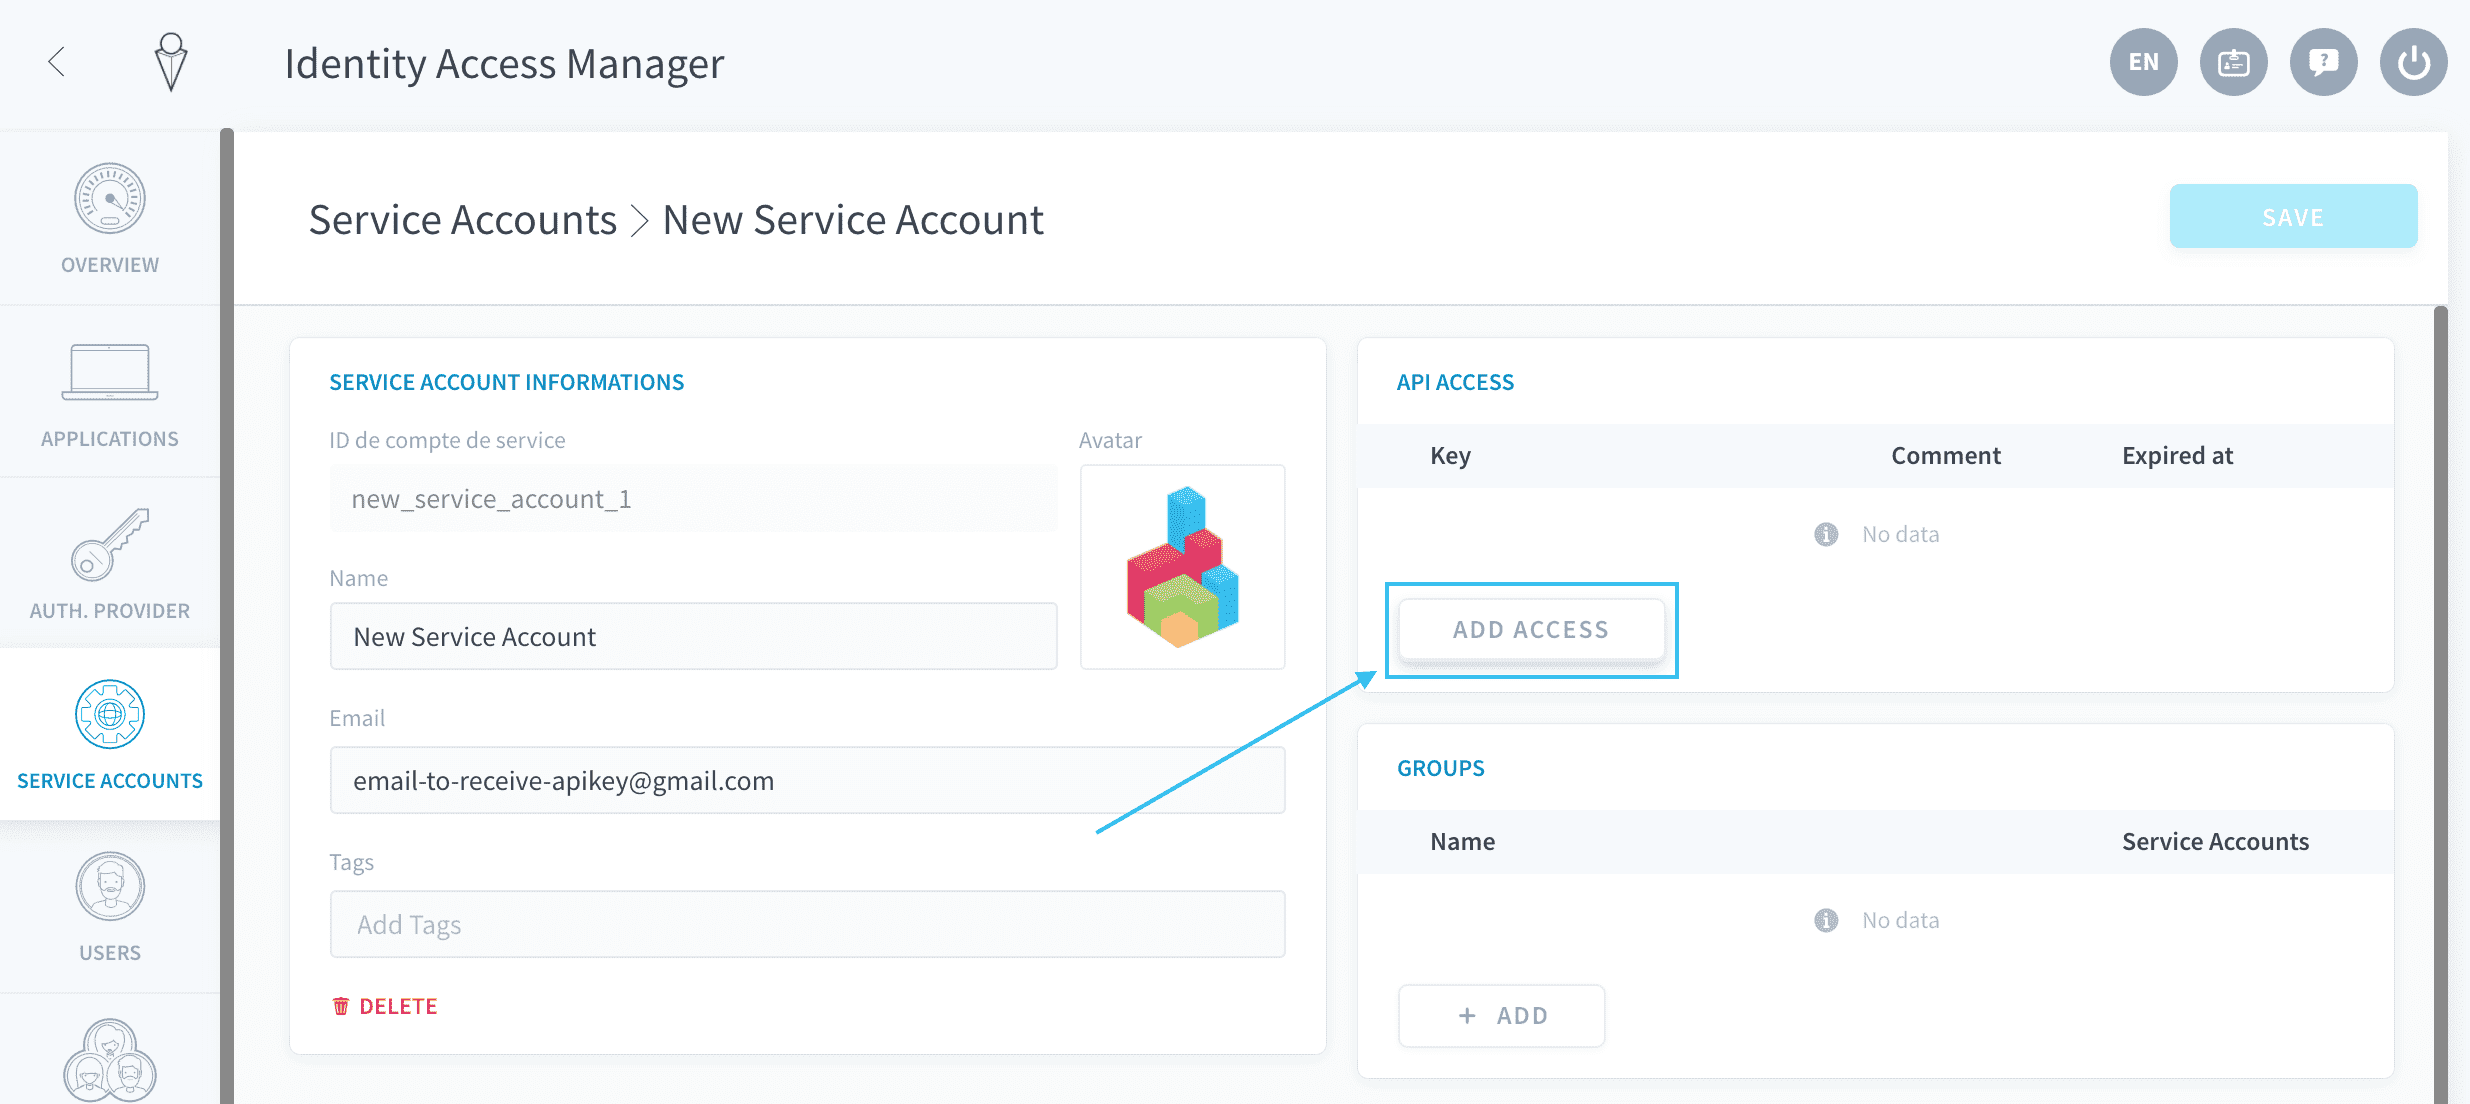 Identity Access Manager
EN
?
OVERVIEW
APPLICATIONS
AUTH. PROVIDER
SERVICE ACCOUNTS
USERS
Service Accounts > New Service Account
SAVE
SERVICE ACCOUNT INFORMATIONS
ID de compte de service
new_service_account_1
Avatar
Name
New Service Account
Email
email-to-receive-apikey@gmail.com
Tags
Add Tags
DELETE
API ACCESS
Key Comment Expired at
No data
ADD ACCESS
GROUPS
Name Service Accounts
No data
+ ADD